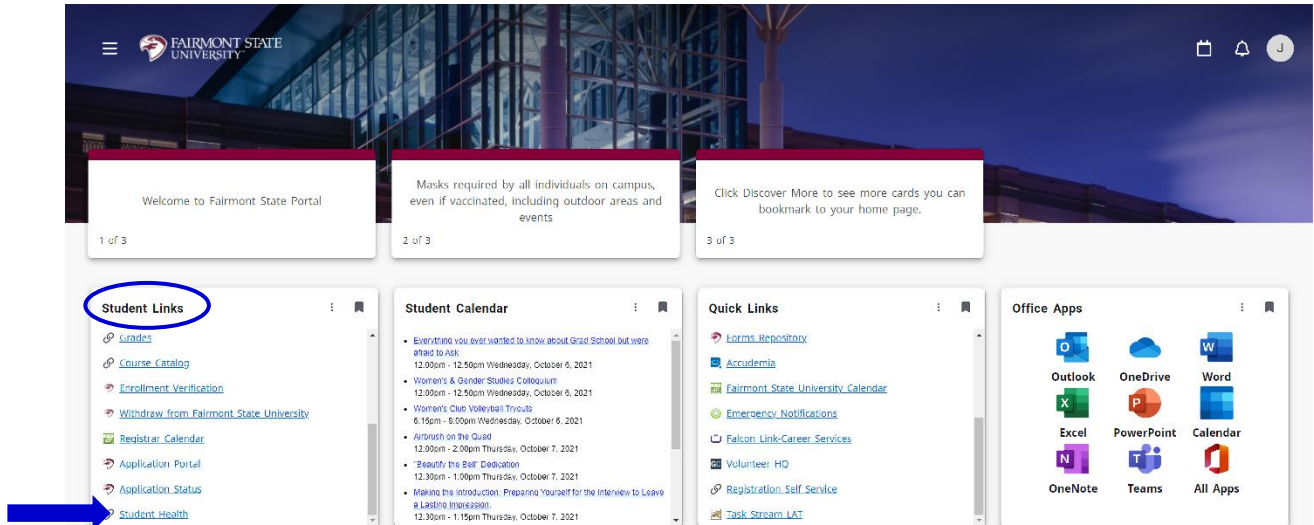 FAIRMONT STATE
UNIVERSITY
J
Welcome to Fairmont State Portal
1 of 3
Masks required by all individuals on campus,
even if vaccinated, including outdoor areas and
events
2 of 3
Click Discover More to see more cards you can
bookmark to your home page.
3 of 3
Student Links
Grades
Course Catalog
Enrollment Verification
Withdraw from Fairmont State University
Registrar Calendar
Application Portal
Application Status
Student Health
Student Calendar
Everything you ever wanted to know about Grad School but were
afraid to Ask
12:00pm - 12:50pm Wednesday, October 6, 2021
Women's & Gender Studies Colloquium
12:00pm - 12:50pm Wednesday, October 6, 2021
Women's Club Volleyball Tryouts
6:15pm - 8:00pm Wednesday, October 6, 2021
Airbrush on the Quad
12:00pm - 2:00pm Thursday, October 7, 2021
"Beautify the Bell" Dedication
12:30pm - 1:00pm Thursday, October 7, 2021
Making the Introduction: Preparing Yourself for the Interview to Leave
a Lasting Impression.
12:30pm - 1:15pm Thursday, October 7, 2021
Quick Links
Forms Repository
Accudemia
Fairmont State University Calendar
Emergency Notifications
Falcon Link-Career Services
Volunteer HQ
Registration Self Service
Task Stream LAT
Office Apps
Outlook OneDrive Word
Excel PowerPoint Calendar
OneNote Teams All Apps